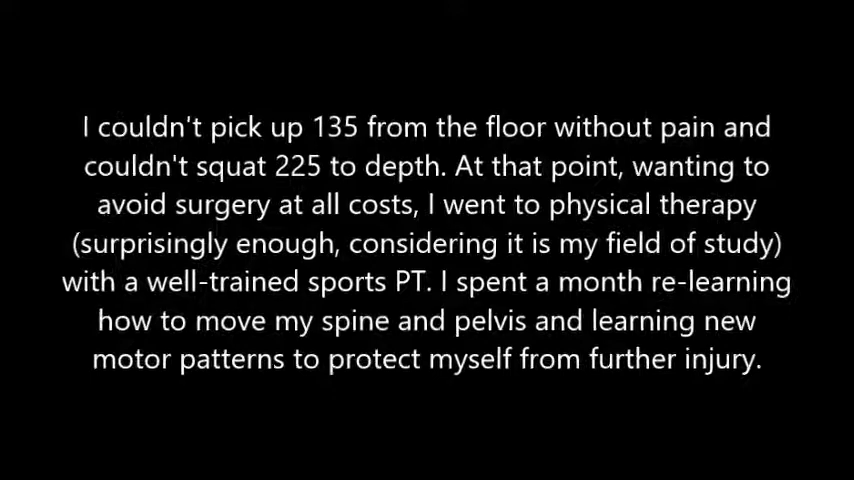 I couldn't pick up 135 from the floor without pain and
couldn't squat 225 to depth. At that point, wanting to
avoid surgery at all costs, I went to physical therapy
(surprisingly enough, considering it is my field of study)
with a well-trained sports PT. I spent a month re-learning
how to move my spine and pelvis and learning new
motor patterns to protect myself from further injury.